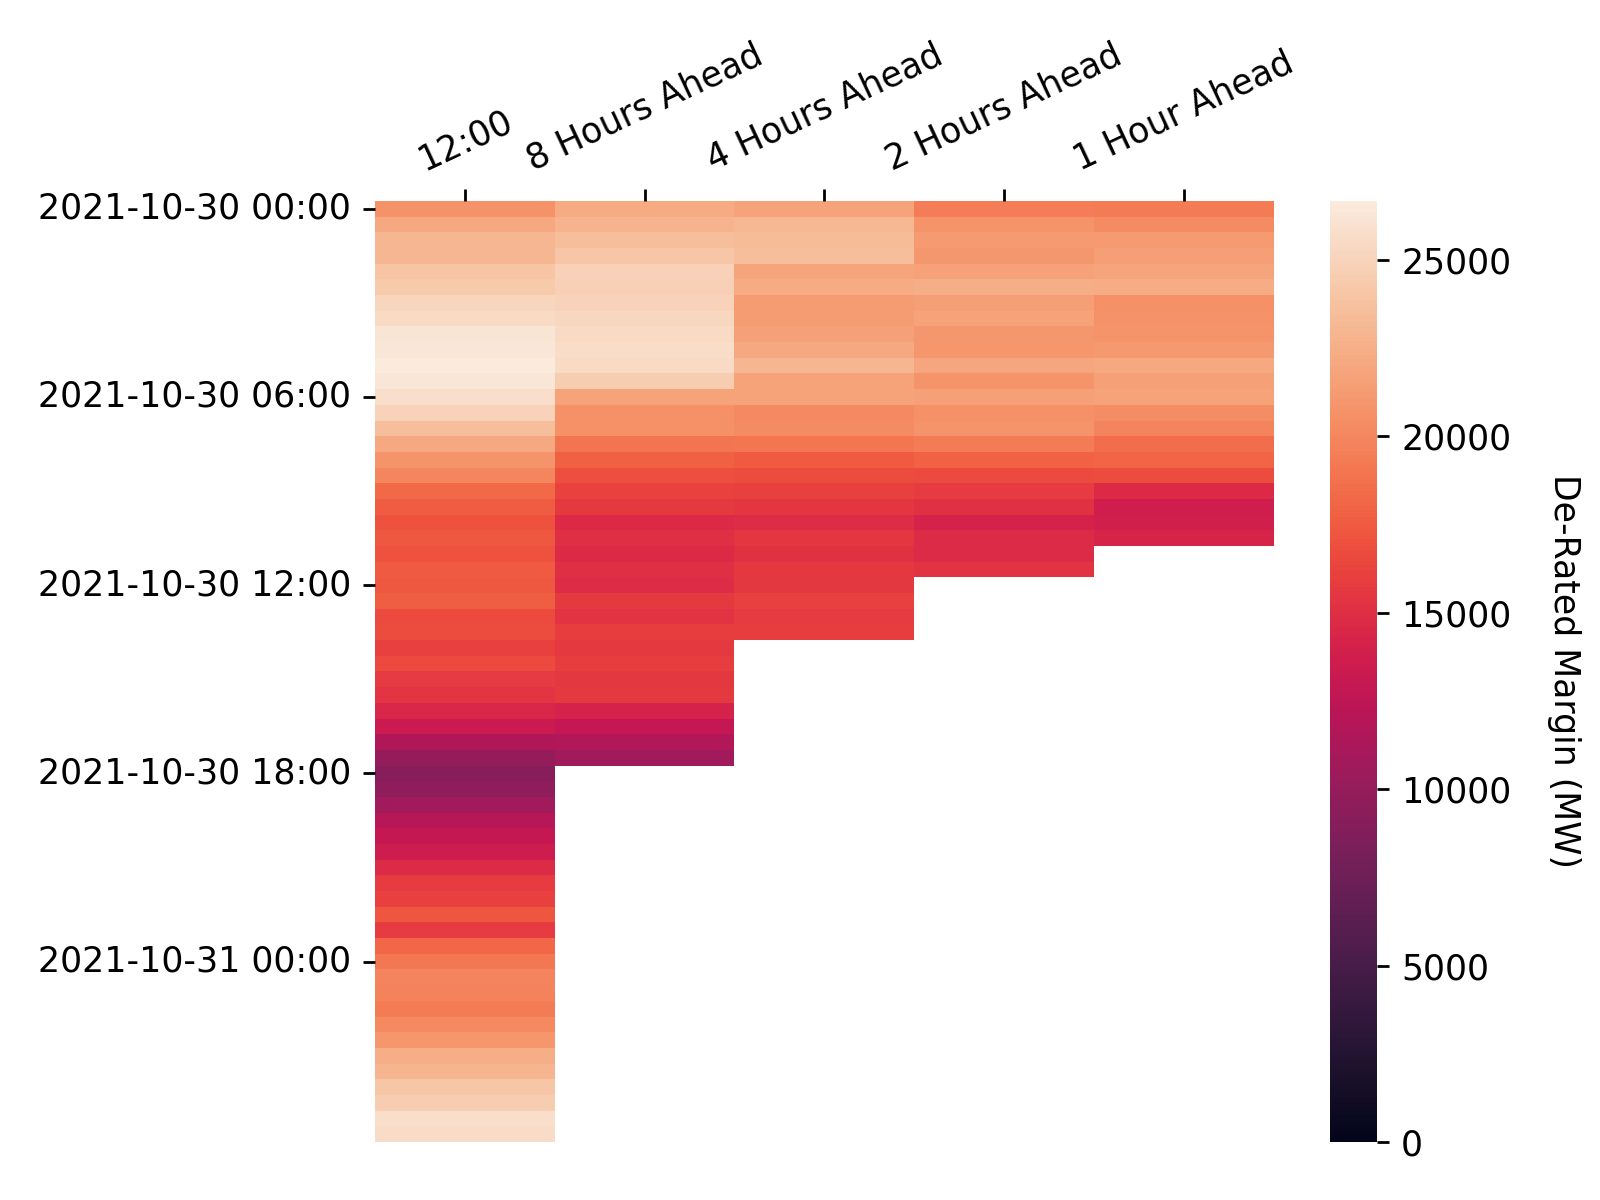 12:00
8 Hours Ahead
4 Hours Ahead
2 Hours Ahead
1 Hour Ahead
2021-10-30 00:00
2021-10-30 06:00
2021-10-30 12:00
2021-10-30 18:00
2021-10-31 00:00
25000
20000
15000
10000
5000
0
De-Rated Margin (MW)